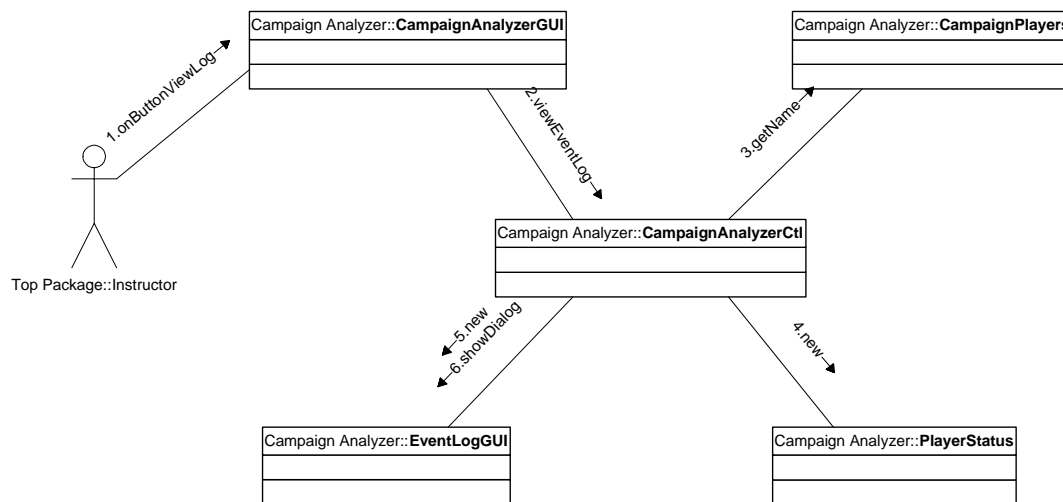 Campaign Analyzer::CampaignAnalyzerGUI
Campaign Analyzer::CampaignPlayers
1.onButtonViewLog
2.viewEventLog
3.getName
Campaign Analyzer::CampaignAnalyzerCtl
Top Package::Instructor
5.new
6.showDialog
4.new
Campaign Analyzer::EventLogGUI
Campaign Analyzer::PlayerStatus